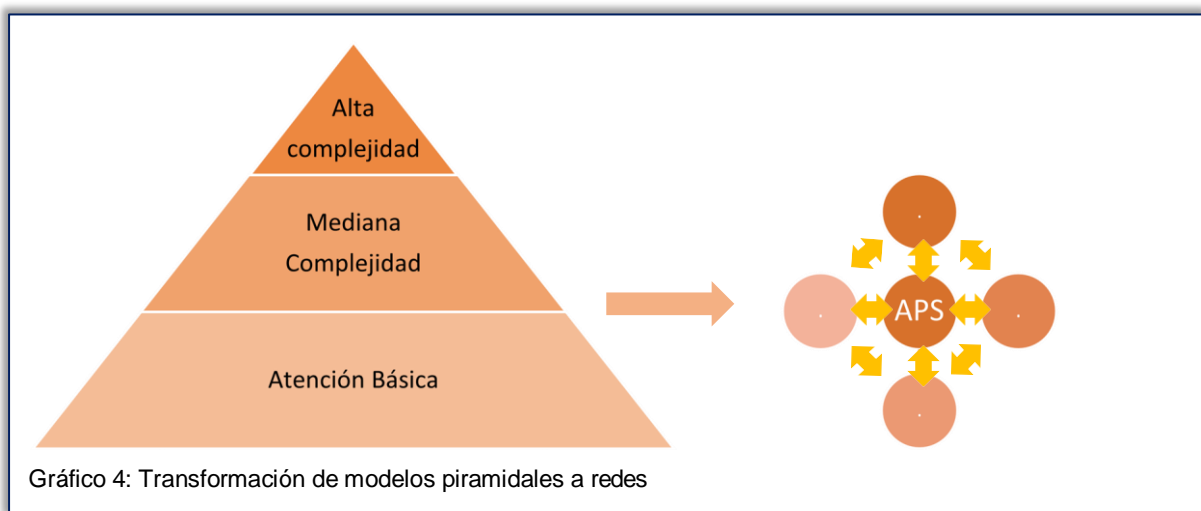 Alta
complejidad
Mediana
Complejidad
Atención Básica
.
.
APS
.
.
Gráfico 4: Transformación de modelos piramidales a redes